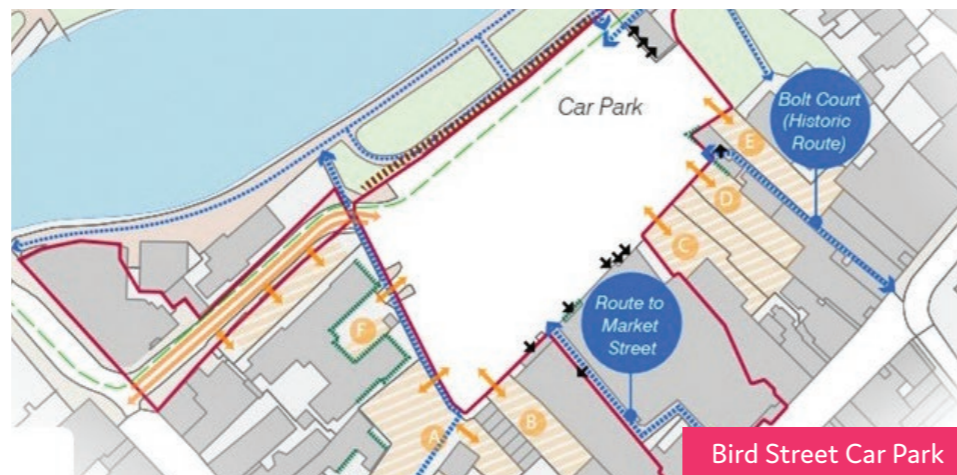 Car Park
Bolt Court
(Historic
Route)
E
D
C
Route to
Market
Street
F
A
B
Bird Street Car Park